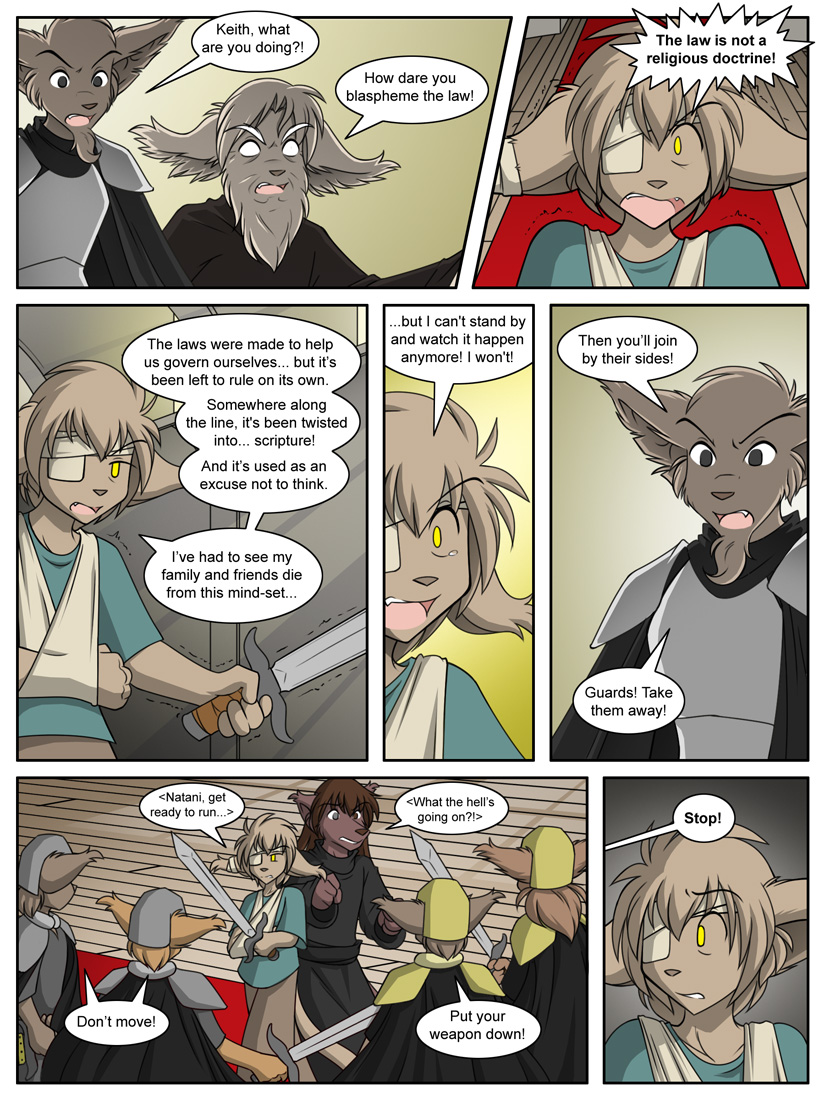 Keith, what
are you doing?!
How dare you
blaspheme the law!
The law is not a
religious doctrine!
The laws were made to help
us govern ourselves... but it's
been left to rule on its own.
Somewhere along
the line, it's been twisted
into... scripture!
And it's used as an
excuse not to think.
I've had to see my
family and friends die
from this mind-set...
...but I can't stand by
and watch it happen
anymore! I won't!
Then you'll join
by their sides!
Guards! Take
them away!
<Natani, get
ready to run...>
<What the hell's
going on?!>
Don't move!
Put your
weapon down!
Stop!